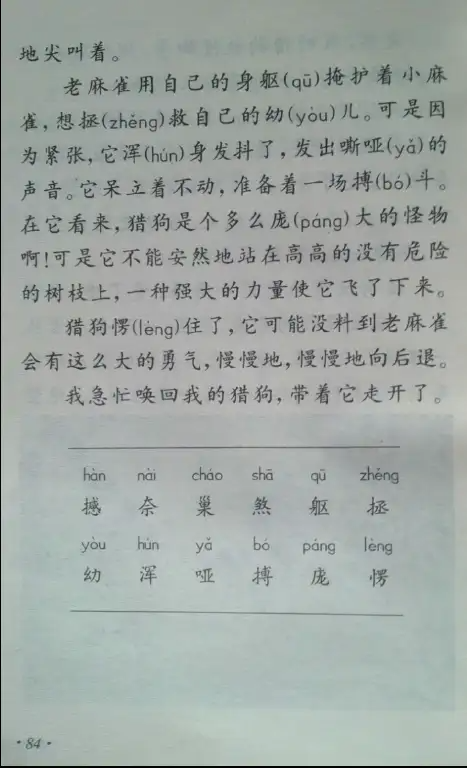 地尖叫着。
老麻雀用自己的身躯(qū)掩护着小麻
雀,想拯(zhěng)救自己的幼(yòu)儿。可是因
为紧张,它浑(hún)身发抖了,发出嘶哑(yǎ)的
声音。它呆立着不动,准备着一场搏(bó)斗。
在它看来,猎狗是个多么庞(páng)大的怪物
啊!可是它不能安然地站在高高的没有危险
的树枝上,一种强大的力量使它飞了下来。
猎狗愣(lèng)住了,它可能没料到老麻雀
会有这么大的勇气,慢慢地,慢慢地向后退。
我急忙唤回我的猎狗,带着它走开了。
hàn nài cháo shā qū zhěng
撼 奈 巢 煞 躯 拯
yòu hún yǎ bó páng lèng
幼 浑 哑 搏 庞 愣
·84·